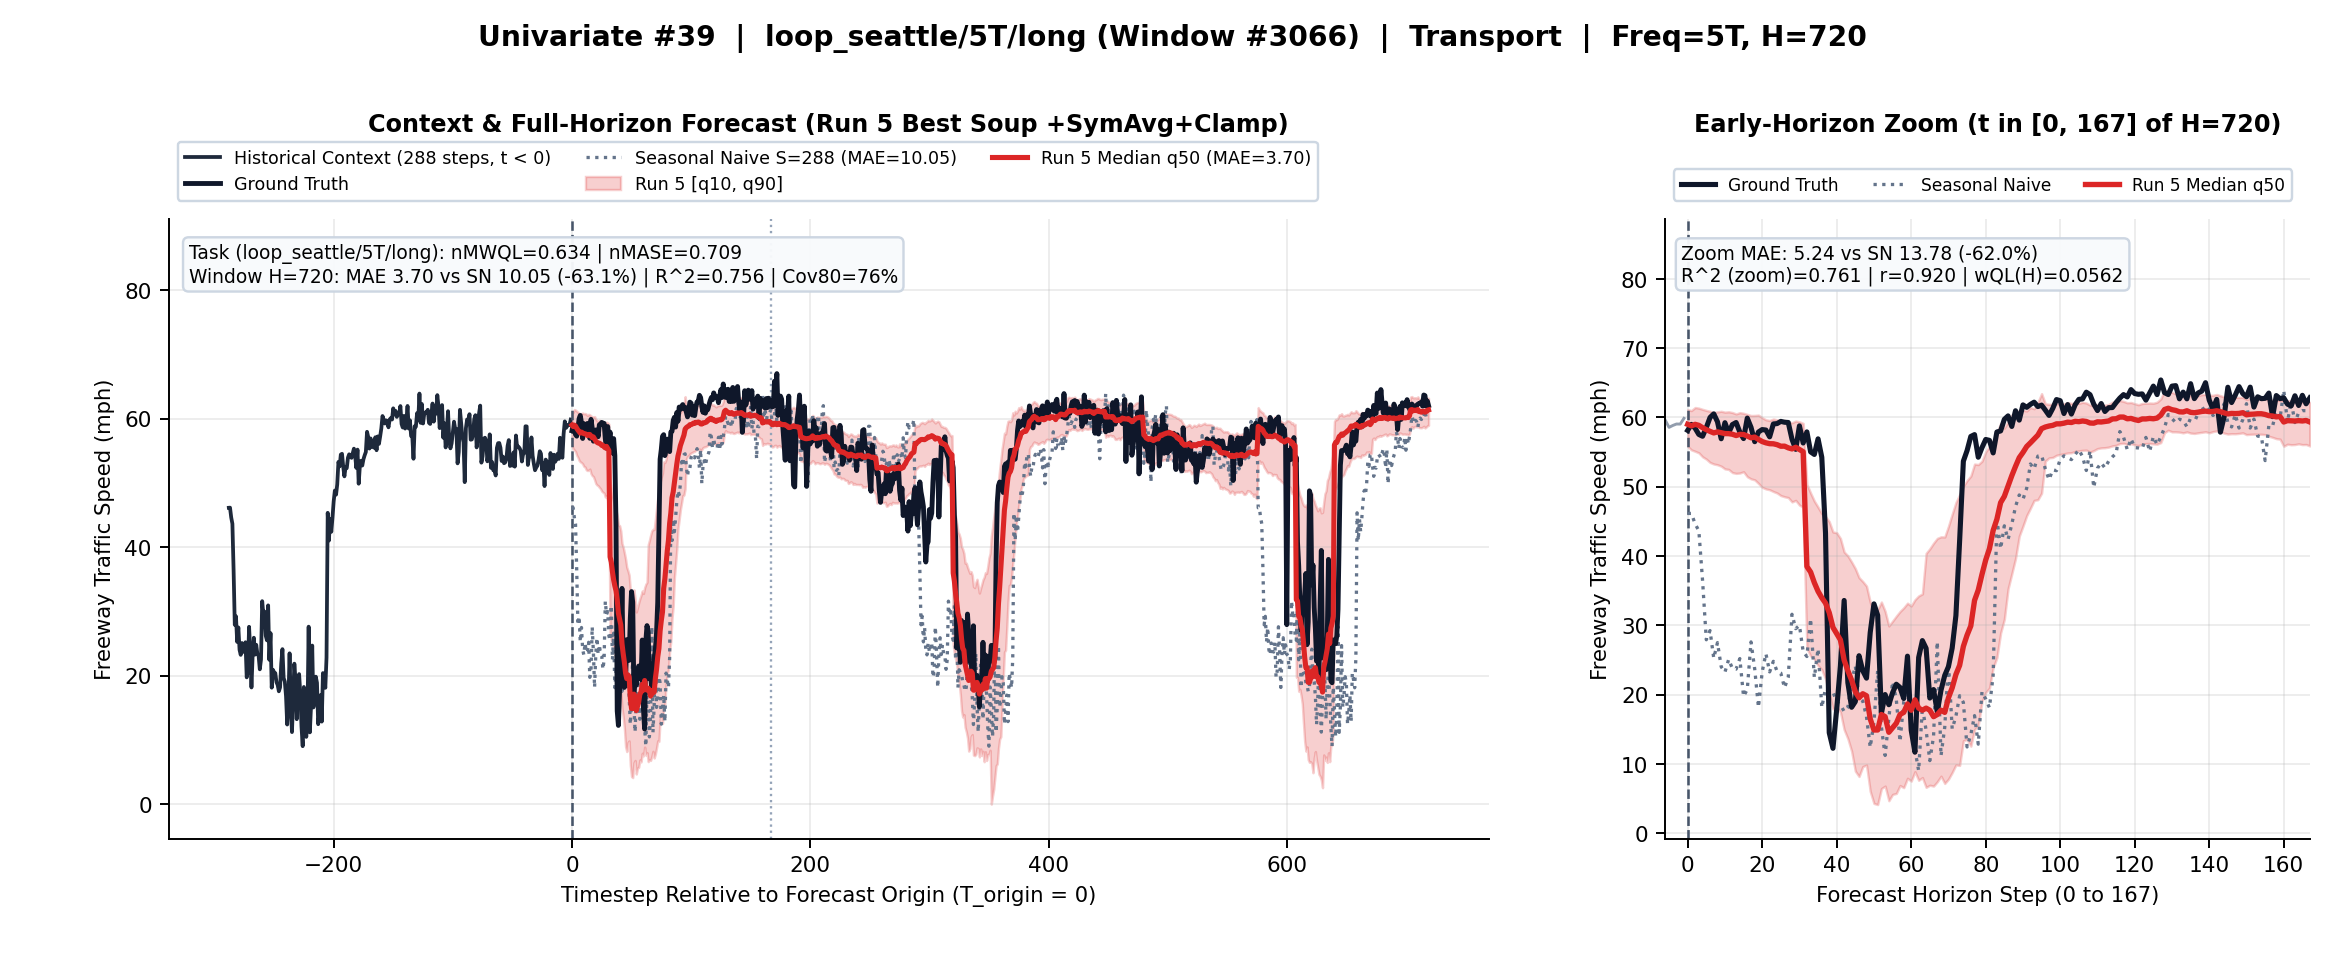 Univariate #39 | loop_seattle/5T/long (Window #3066) | Transport | Freq=5T, H=720
Context & Full-Horizon Forecast (Run 5 Best Soup +SymAvg+Clamp)
Historical Context (288 steps, t < 0)
Ground Truth
Seasonal Naive S=288 (MAE=10.05)
Run 5 [q10, q90]
Run 5 Median q50 (MAE=3.70)
Task (loop_seattle/5T/long): nMWQL=0.634 | nMASE=0.709
Window H=720: MAE 3.70 vs SN 10.05 (-63.1%) | R^2=0.756 | Cov80=76%
Freeway Traffic Speed (mph)
80
60
40
20
0
−200
0
200
400
600
Timestep Relative to Forecast Origin (T_origin = 0)
Early-Horizon Zoom (t in [0, 167] of H=720)
Ground Truth
Seasonal Naive
Run 5 Median q50
Zoom MAE: 5.24 vs SN 13.78 (-62.0%)
R^2 (zoom)=0.761 | r=0.920 | wQL(H)=0.0562
Freeway Traffic Speed (mph)
80
70
60
50
40
30
20
10
0
0
20
40
60
80
100
120
140
160
Forecast Horizon Step (0 to 167)